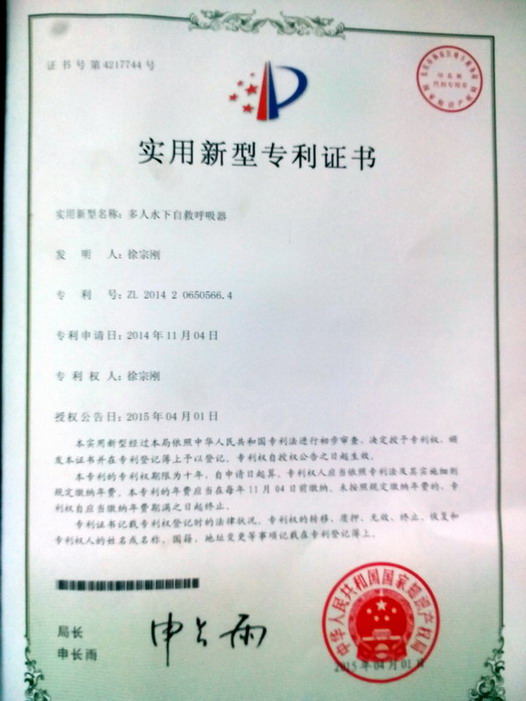 证书号第4217744号
实用新型专利证书
实用新型名称：多人水下自救呼吸器
发明人：徐宗刚
专利号：ZL 2014 2 0650566.4
专利申请日：2014年11月04日
专利权人：徐宗刚
授权公告日：2015年04月01日
本实用新型经过本局依照中华人民共和国专利法进行初步审查，决定授予专利权，颁
发本证书并在专利登记簿上予以登记。专利权自授权公告之日起生效。
本专利的专利权期限为十年，自申请日起算。专利权人应当依照专利法及其实施细则
规定缴纳年费。本专利的年费应当在每年11月04日前缴纳。未按照规定缴纳年费的，专
利权自应当缴纳年费期满之日起终止。
专利证书记载专利权登记时的法律状况。专利权的转移、质押、无效、终止、恢复和
专利权人的姓名或名称、国籍、地址变更等事项记载在专利登记簿上。
局长
申长雨
申长雨
中华人民共和国国家知识产权局
2015年04月01日